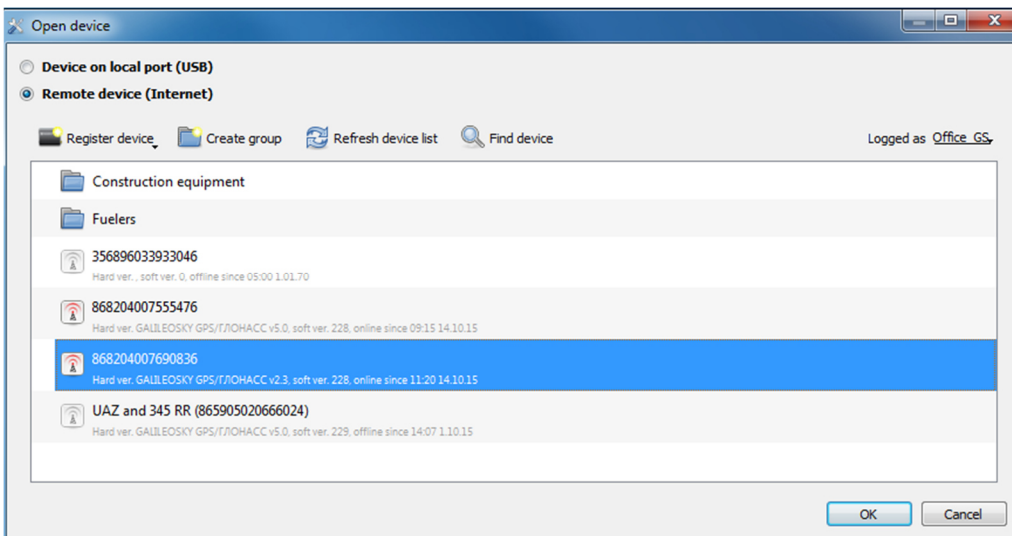 Open device
Device on local port (USB)
Remote device (Internet)
Register device Create group Refresh device list Find device Logged as Office_GS
Construction equipment
Fuelers
356896033933046
Hard ver. , soft ver. 0, offline since 05:00 1.01.70
868204007555476
Hard ver. GALILEOSKY GPS/ГЛОНАСС v5.0, soft ver. 228, online since 09:15 14.10.15
868204007690836
Hard ver. GALILEOSKY GPS/ГЛОНАСС v2.3, soft ver. 228, online since 11:20 14.10.15
UAZ and 345 RR (865905020666024)
Hard ver. GALILEOSKY GPS/ГЛОНАСС v5.0, soft ver. 229, offline since 14:07 1.10.15
OK Cancel